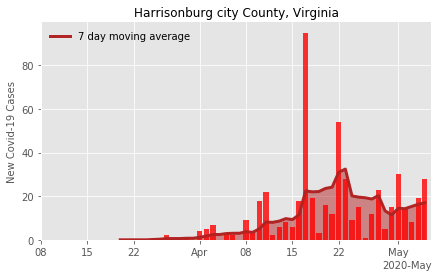 Harrisonburg city County, Virginia
7 day moving average
New Covid-19 Cases
80
60
40
20
0
08 15 22 Apr 08 15 22 May
2020-May